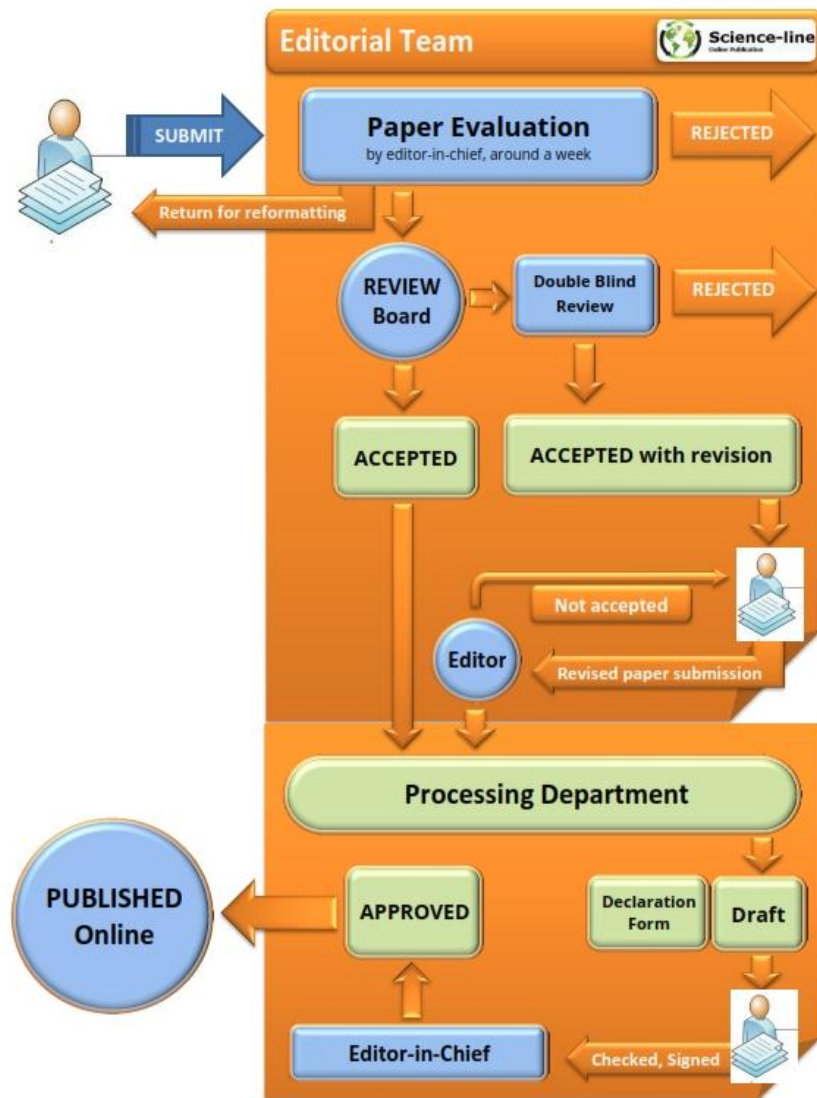 Editorial Team
Science-line
Online Publication
SUBMIT
Paper Evaluation
by editor-in-chief, around a week
REJECTED
Return for reformatting
REVIEW
Board
Double Blind
Review
REJECTED
ACCEPTED
ACCEPTED with revision
Not accepted
Editor
Revised paper submission
Processing Department
PUBLISHED
Online
APPROVED
Declaration
Form
Draft
Editor-in-Chief
Checked, Signed